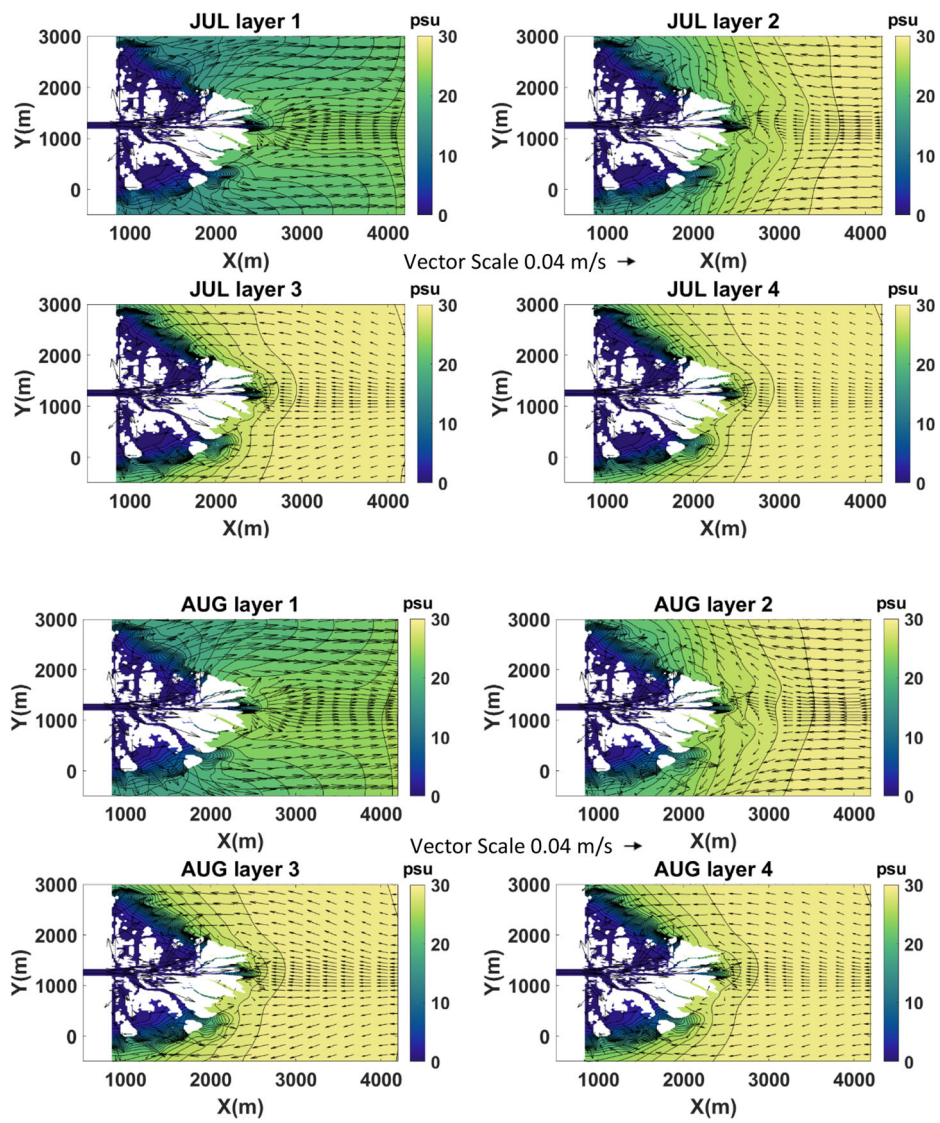 JUL layer 1
psu
JUL layer 2
psu
3000
2000
1000
0
Y(m)
30
20
10
0
3000
2000
1000
0
Y(m)
30
20
10
0
1000 2000 3000 4000
1000 2000 3000 4000
X(m)
Vector Scale 0.04 m/s
X(m)
JUL layer 3
psu
JUL layer 4
psu
3000
2000
1000
0
Y(m)
30
20
10
0
3000
2000
1000
0
Y(m)
30
20
10
0
1000 2000 3000 4000
1000 2000 3000 4000
X(m)
X(m)
AUG layer 1
psu
AUG layer 2
psu
3000
2000
1000
0
Y(m)
30
20
10
0
3000
2000
1000
0
Y(m)
30
20
10
0
1000 2000 3000 4000
1000 2000 3000 4000
X(m)
Vector Scale 0.04 m/s
X(m)
AUG layer 3
psu
AUG layer 4
psu
3000
2000
1000
0
Y(m)
30
20
10
0
3000
2000
1000
0
Y(m)
30
20
10
0
1000 2000 3000 4000
1000 2000 3000 4000
X(m)
X(m)